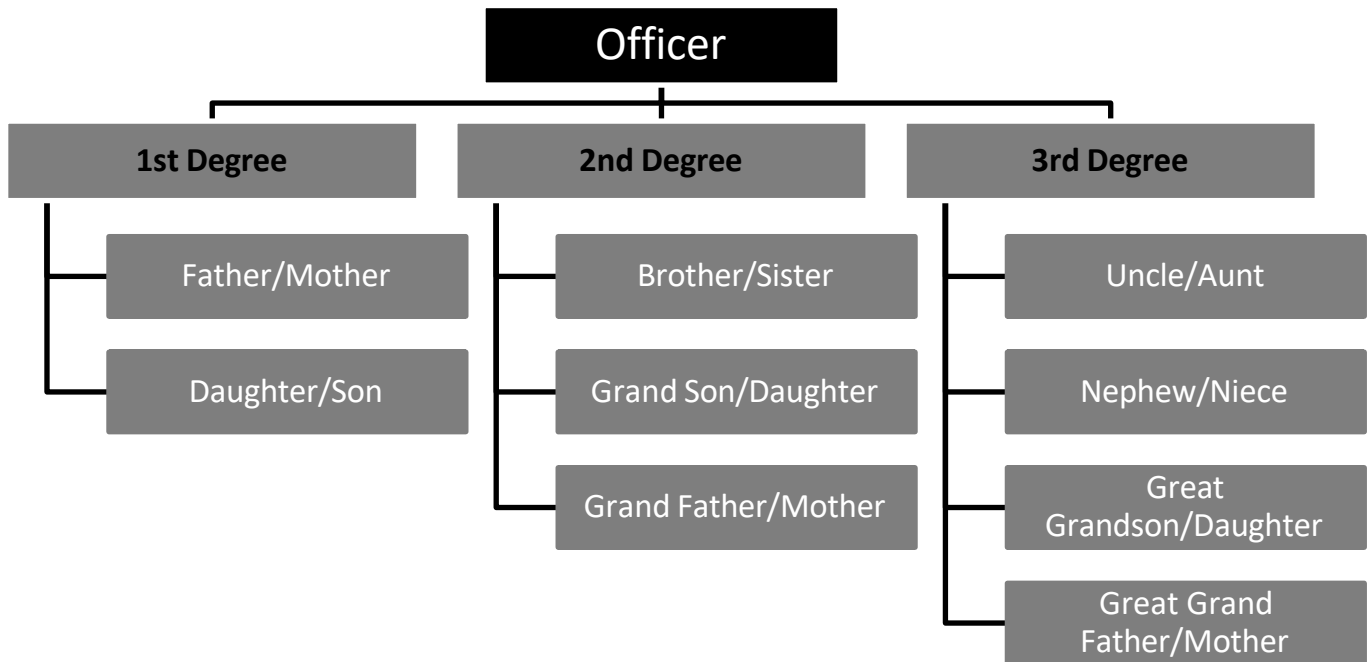 Officer
1st Degree
2nd Degree
3rd Degree
Father/Mother
Daughter/Son
Brother/Sister
Grand Son/Daughter
Grand Father/Mother
Uncle/Aunt
Nephew/Niece
Great
Grandson/Daughter
Great Grand
Father/Mother